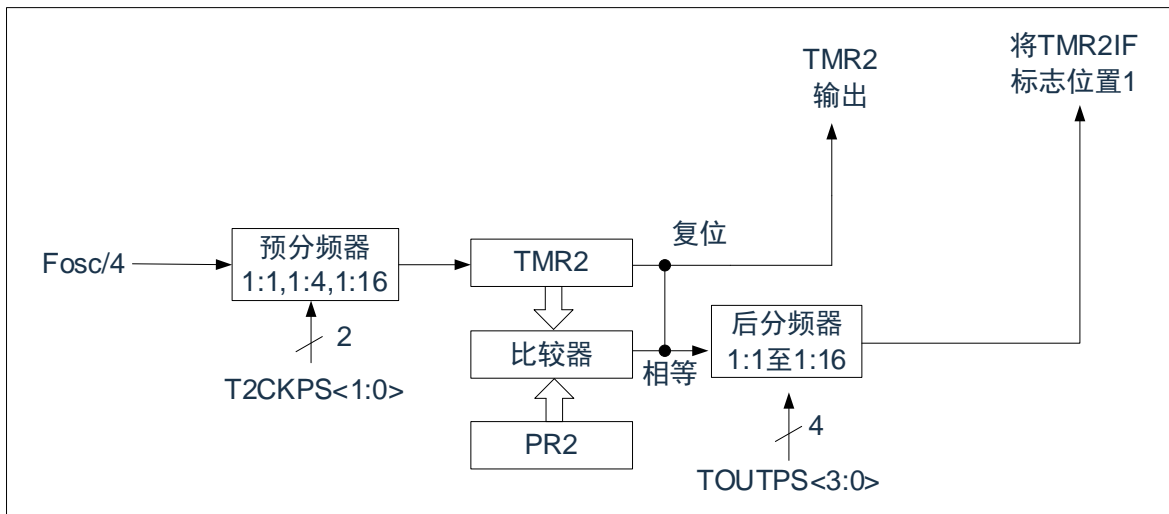 TMR2
输出
将TMR2IF
标志位置1
Fosc/4
预分频器
1:1,1:4,1:16
TMR2
复位
2
T2CKPS<1:0>
比较器
相等
后分频器
1:1至1:16
PR2
4
TOUTPS<3:0>